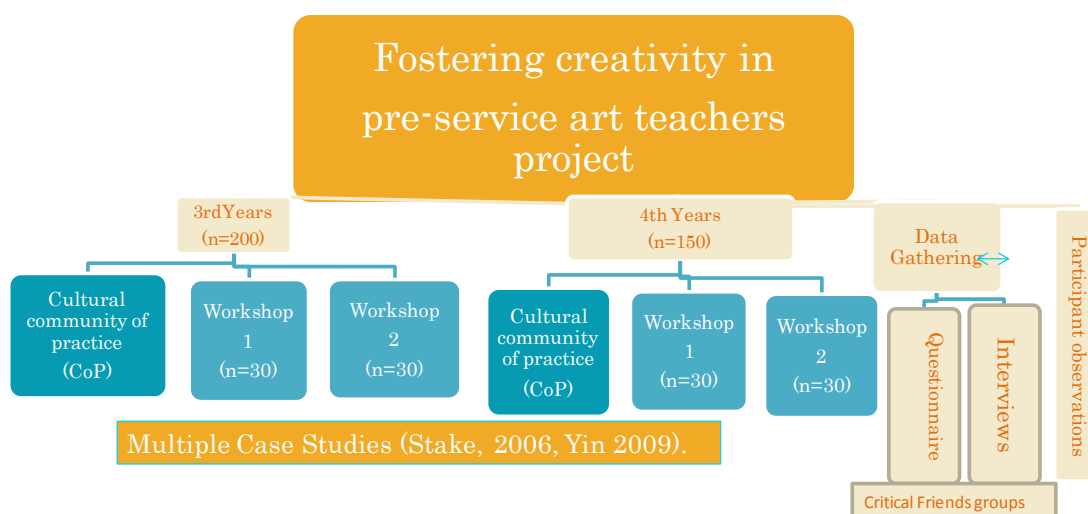 Fostering creativity in
pre-service art teachers
project
3rdYears
(n=200)
4th Years
(n=150)
Data
Gathering
Participant observations
Cultural
community of
practice
(CoP)
Workshop
1
(n=30)
Workshop
2
(n=30)
Cultural
community of
practice
(CoP)
Workshop
1
(n=30)
Workshop
2
(n=30)
Questionnaire
Interviews
Multiple Case Studies (Stake, 2006, Yin 2009).
Critical Friends groups